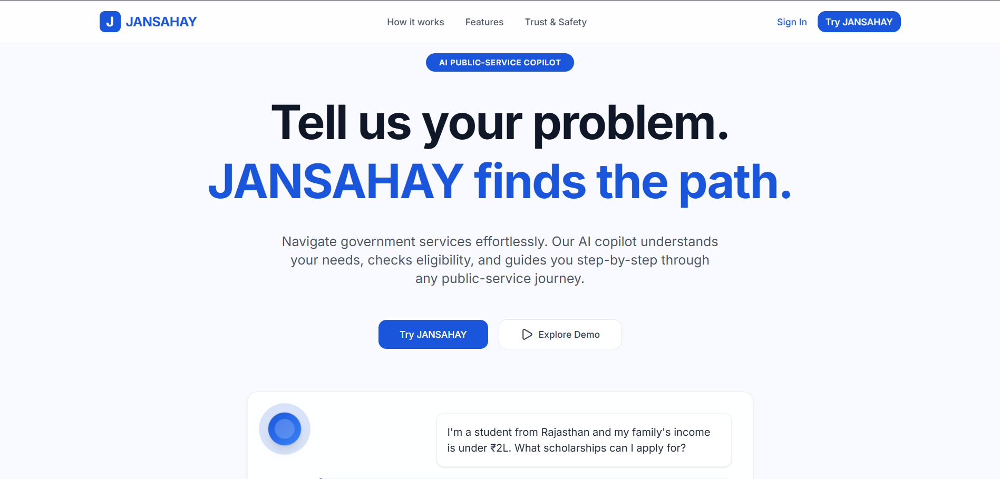 J JANSAHAY
How it works
Features
Trust & Safety
Sign In
Try JANSAHAY
AI PUBLIC-SERVICE COPILOT
Tell us your problem.
JANSAHAY finds the path.
Navigate government services effortlessly. Our AI copilot understands
your needs, checks eligibility, and guides you step-by-step through
any public-service journey.
Try JANSAHAY
Explore Demo
I'm a student from Rajasthan and my family's income
is under ₹2L. What scholarships can I apply for?